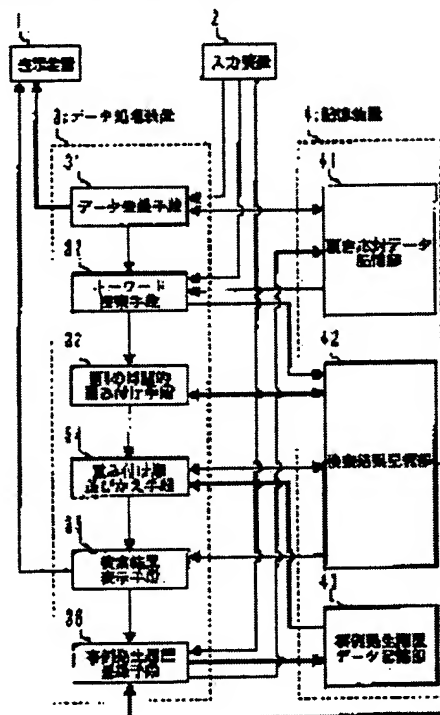 1
2
表示装置
入力装置
3:データ処理装置
4:記憶装置
31
データ登録手段
41
データ
記憶部
キーワード
検索手段
42
重み付け手段
検索結果記憶部
34
重み付け順
並びかえ手段
35
検索結果
表示手段
36
事例発生履歴
登録手段
43
事例発生履歴
データ記憶部